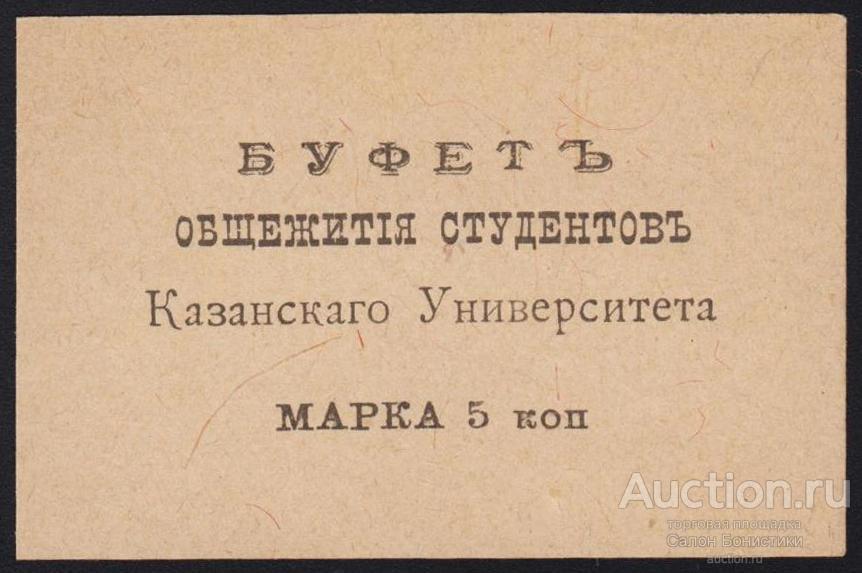 БУФЕТЪ
ОБЩЕЖИТІЯ СТУДЕНТОВЪ
Казанскаго Университета
МАРКА 5 коп
Auction.ru
торговая площадка
Салон Бонистики
auction.ru